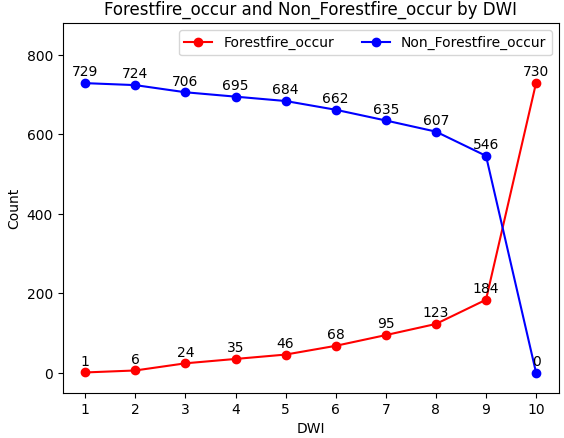 Forestfire_occur and Non_Forestfire_occur by DWI
Forestfire_occur Non_Forestfire_occur
800
600
400
200
0
Count
729 724 706 695 684 662 635 607 546 0
1 6 24 35 46 68 95 123 184 730
1 2 3 4 5 6 7 8 9 10
DWI